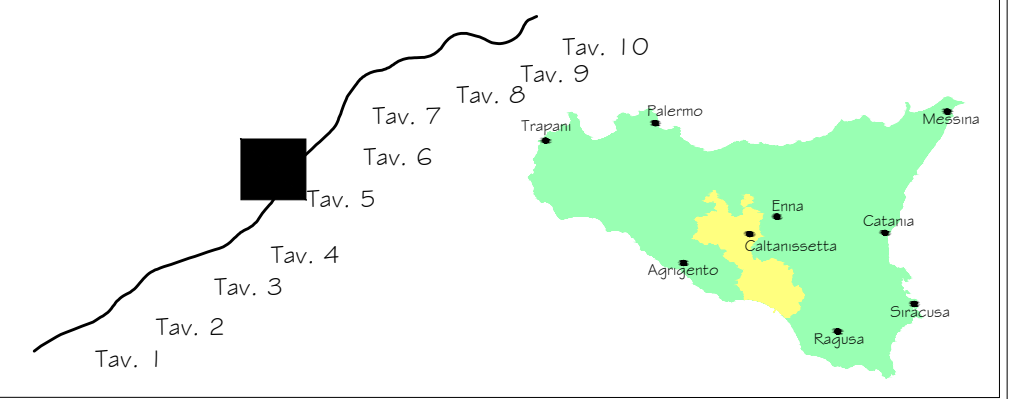 Tav. 10
Tav. 9
Tav. 8
Tav. 7
Tav. 6
Tav. 5
Tav. 4
Tav. 3
Tav. 2
Tav. 1
Palermo
Trapani
Messina
Enna
Catania
Caltanissetta
Agrigento
Siracusa
Ragusa